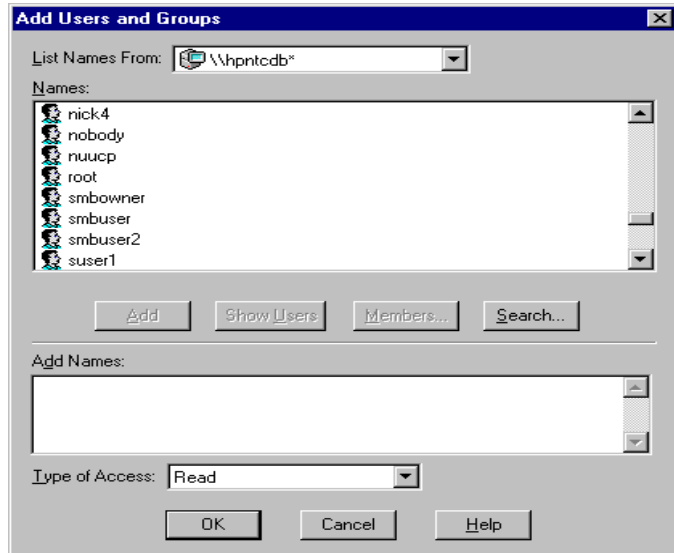 Add Users and Groups
List Names From: \\hpntcdb*
Names:
nick4
nobody
nuucp
root
smbowner
smbuser
smbuser2
suser1
Add Show Users Members... Search...
Add Names:
Type of Access: Read
OK Cancel Help